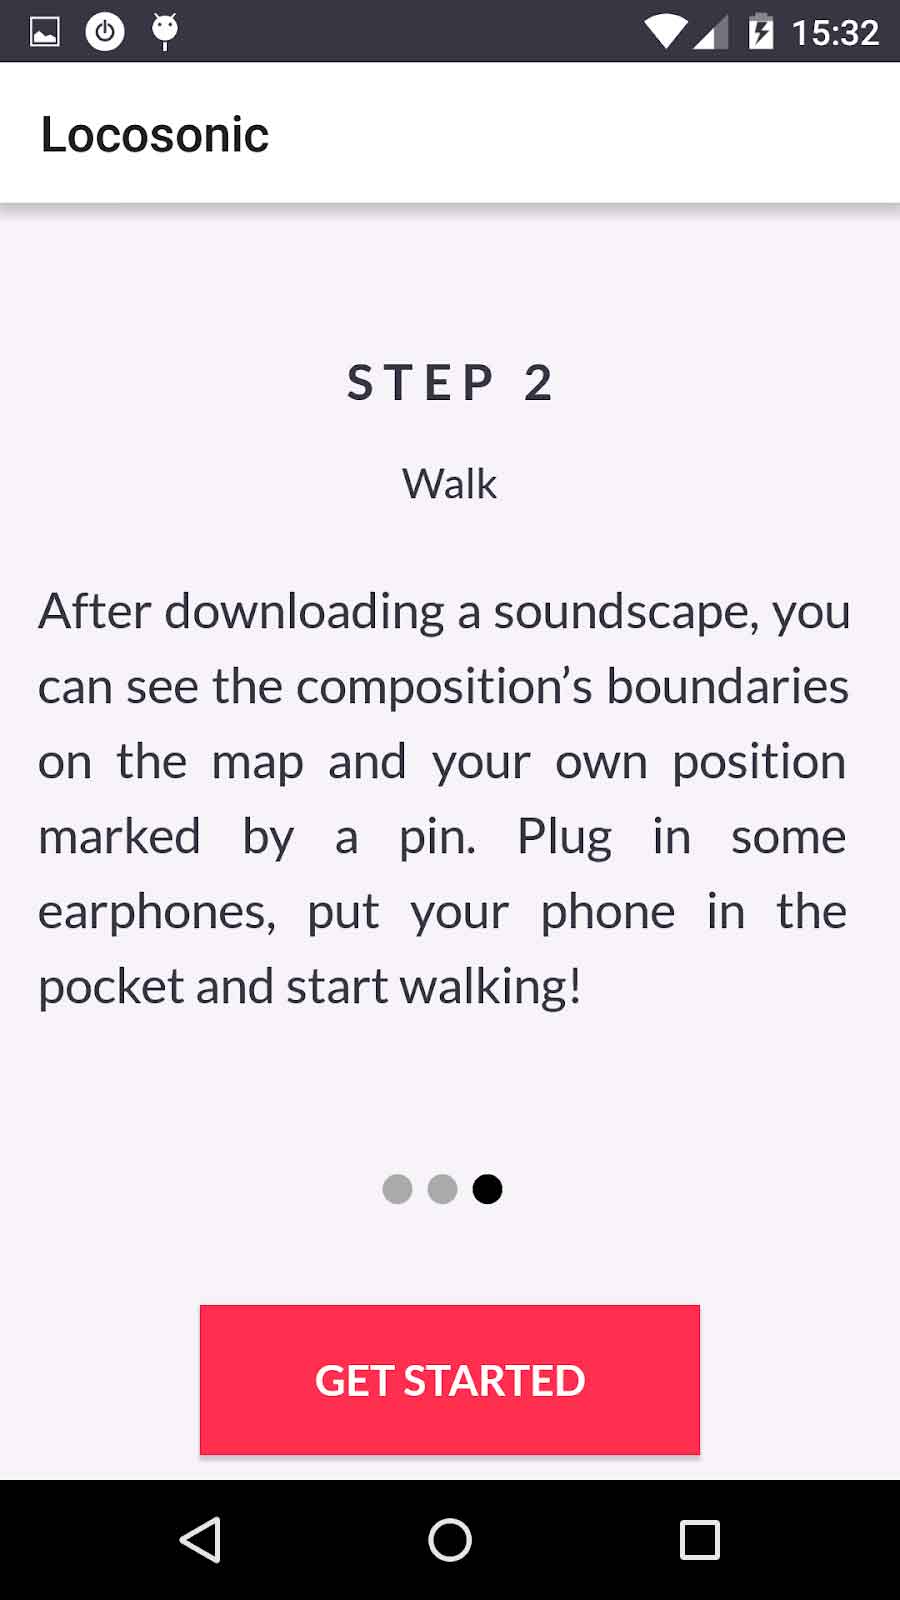 15:32
Locosonic
STEP 2
Walk
After downloading a soundscape, you
can see the composition’s boundaries
on the map and your own position
marked by a pin. Plug in some
earphones, put your phone in the
pocket and start walking!
GET STARTED